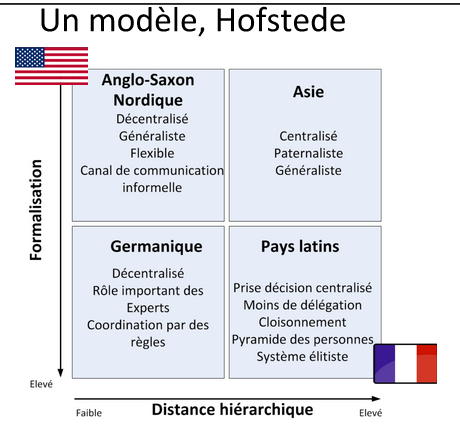 Un modèle, Hofstede
Anglo-Saxon
Nordique
Décentralisé
Généraliste
Flexible
Canal de communication
informelle
Asie
Centralisé
Paternaliste
Généraliste
Formalisation
Germanique
Décentralisé
Rôle important des
Experts
Coordination par des
règles
Pays latins
Prise décision centralisé
Moins de délégation
Cloisonnement
Pyramide des personnes
Système élitiste
Elevé
Faible
Distance hiérarchique
Elevé